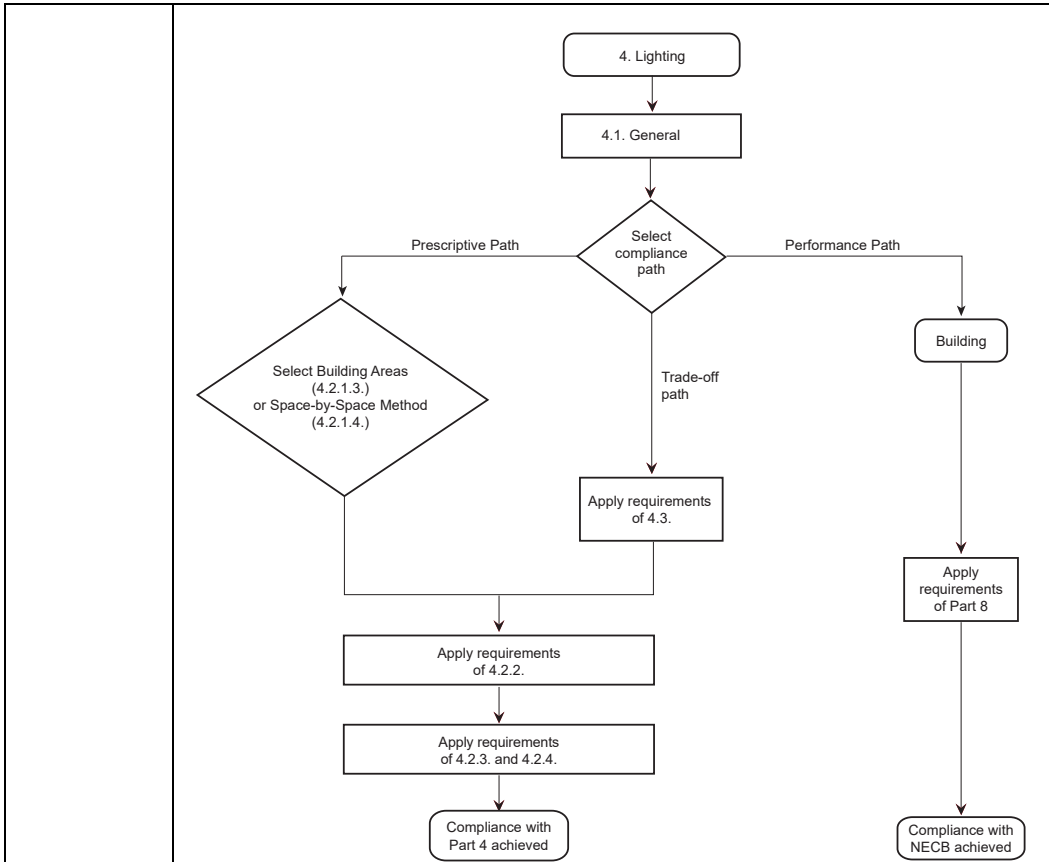 4. Lighting
4.1. General
Select
compliance
path
Prescriptive Path
Performance Path
Select Building Areas
(4.2.1.3.)
or Space-by-Space Method
(4.2.1.4.)
Trade-off
path
Building
Apply requirements
of 4.3.
Apply
requirements
of Part 8
Apply requirements
of 4.2.2.
Apply requirements
of 4.2.3. and 4.2.4.
Compliance with
Part 4 achieved
Compliance with
NECB achieved